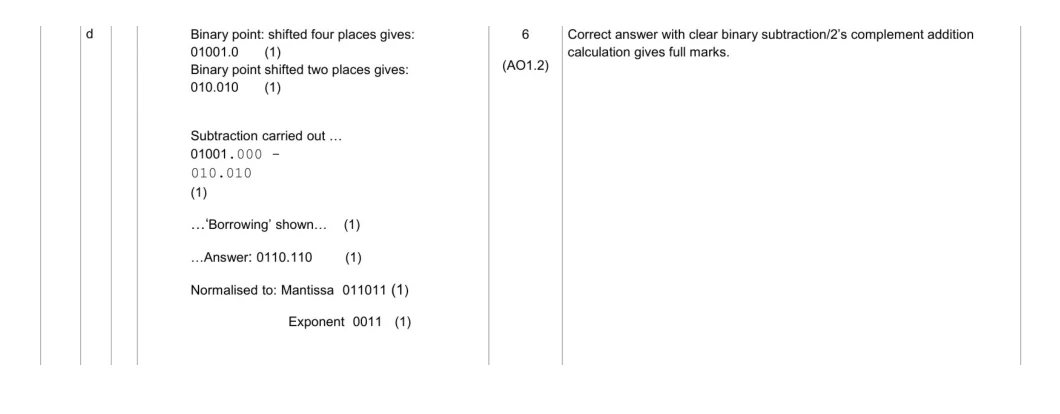 d
Binary point: shifted four places gives:
01001.0 (1)
Binary point shifted two places gives:
010.010 (1)
Subtraction carried out …
01001.000 –
010.010
(1)
…‘Borrowing’ shown… (1)
…Answer: 0110.110 (1)
Normalised to: Mantissa 011011 (1)
Exponent 0011 (1)
6
(AO1.2)
Correct answer with clear binary subtraction/2’s complement addition
calculation gives full marks.